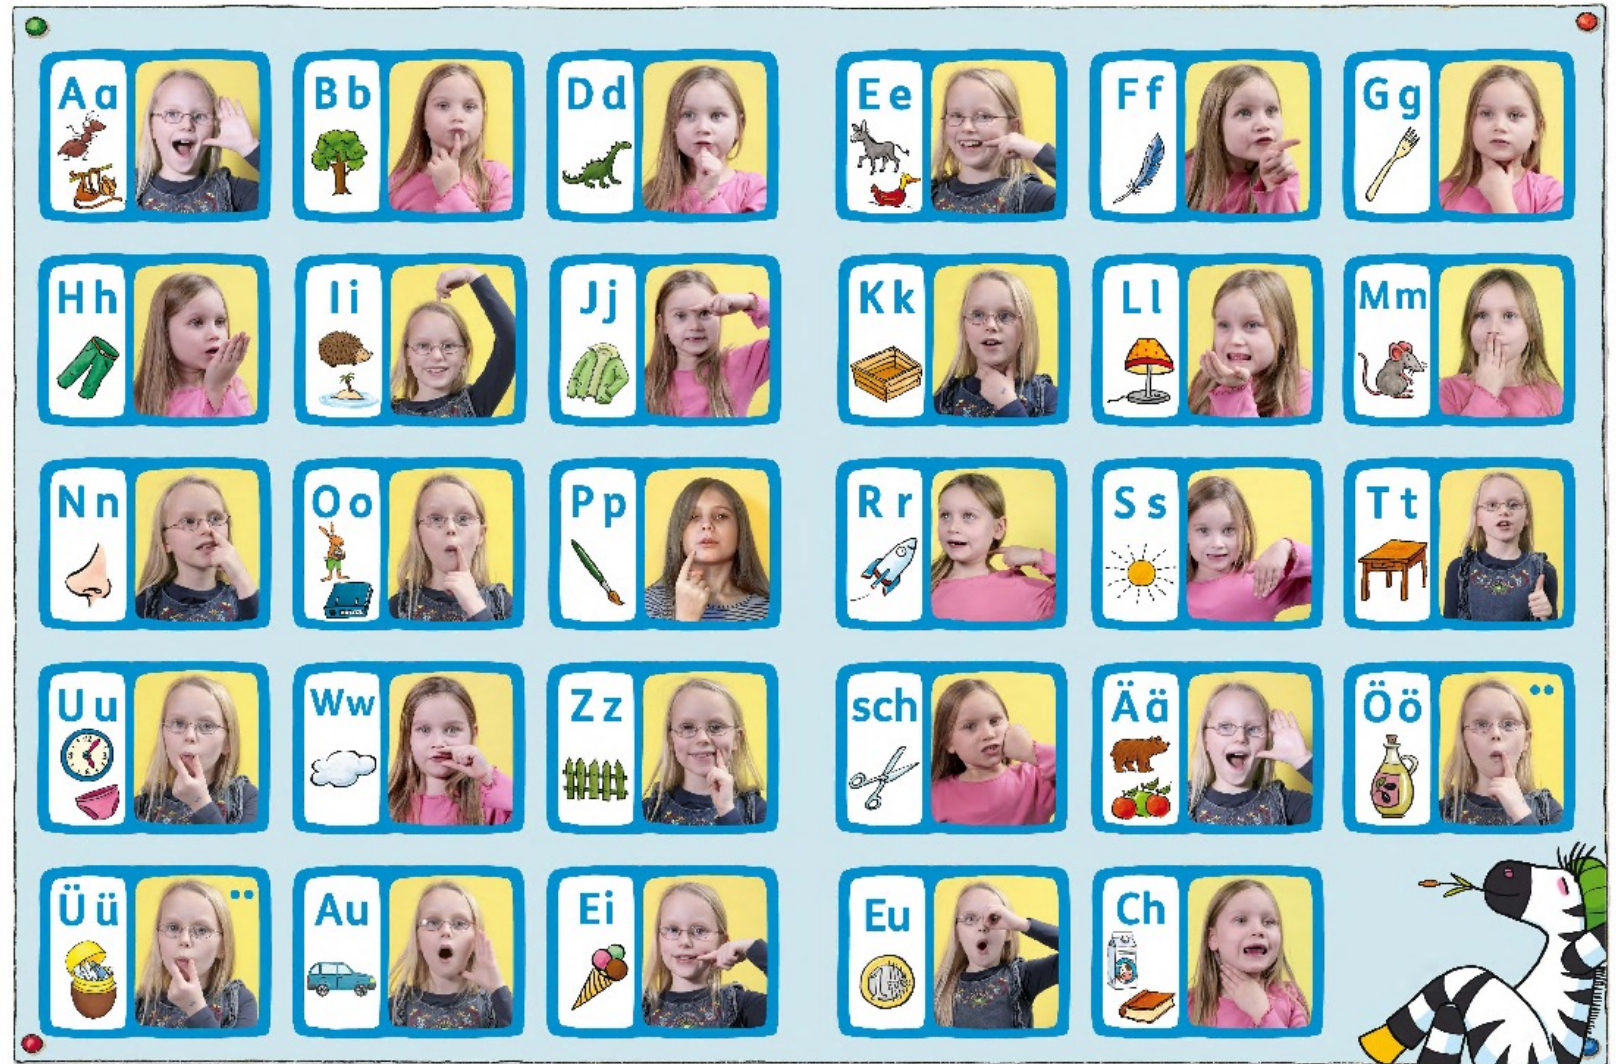 Aa
Bb
Dd
Ee
Ff
Gg
Hh
Ii
Jj
Kk
Ll
Mm
Nn
Oo
Pp
Rr
Ss
Tt
Uu
Ww
Zz
sch
Ää
Öö
Üü
Au
Ei
Eu
Ch